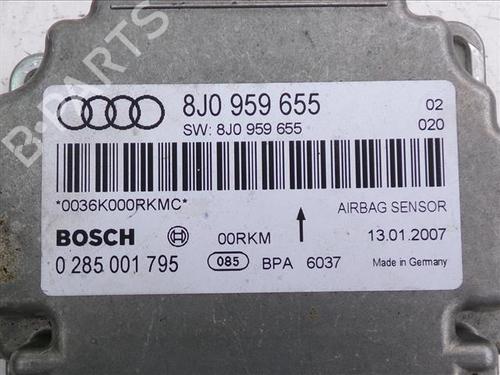 B-PARTS
8J0 959 655
02
SW: 8J0 959 655
020
*0036K000RKMC*
AIRBAG SENSOR
BOSCH
00RKM
13.01.2007
0 285 001 795
085
BPA 6037
Made in Germany